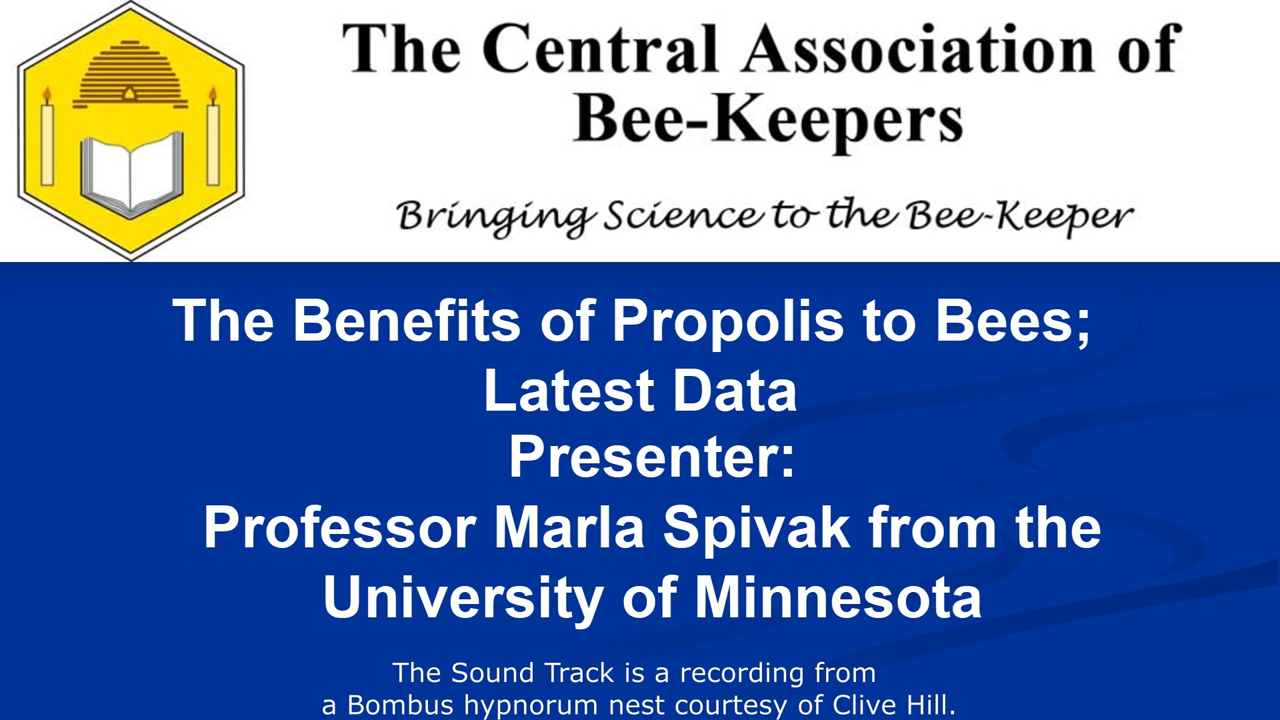 The Central Association of
Bee-Keepers
Bringing Science to the Bee-Keeper
The Benefits of Propolis to Bees;
Latest Data
Presenter:
Professor Marla Spivak from the
University of Minnesota
The Sound Track is a recording from
a Bombus hypnorum nest courtesy of Clive Hill.